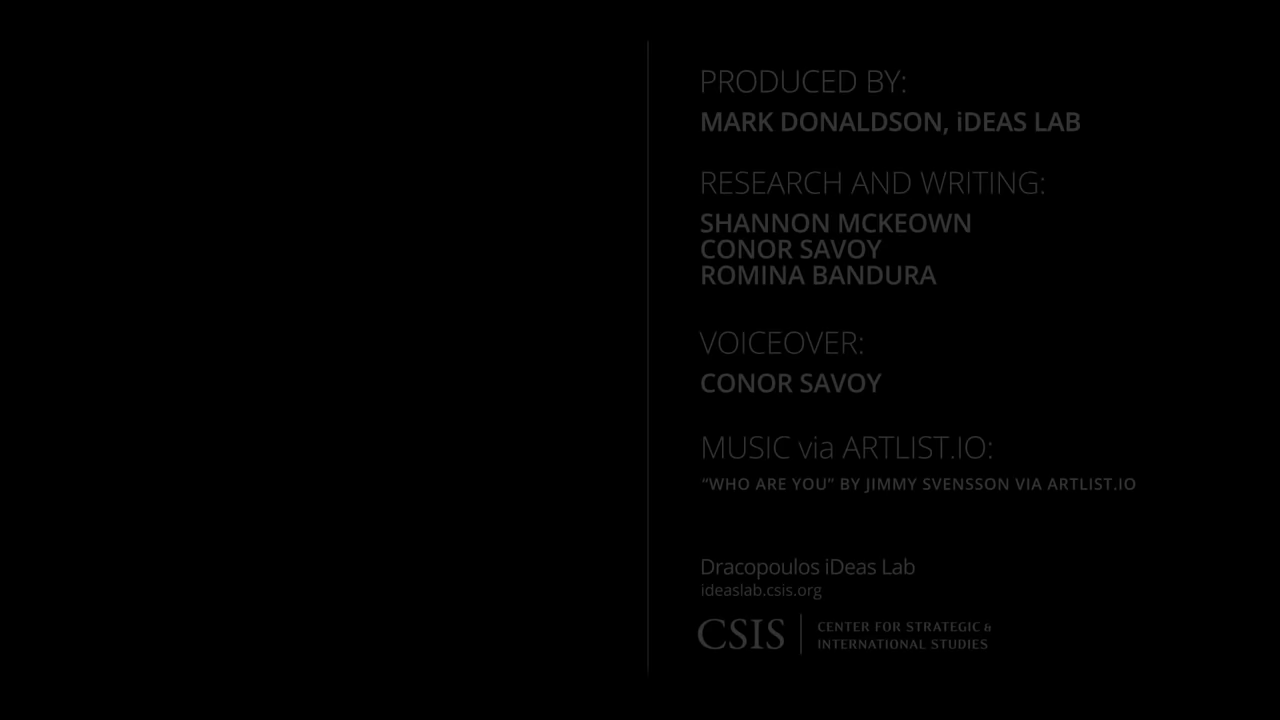 PRODUCED BY:
MARK DONALDSON, iDEAS LAB
RESEARCH AND WRITING:
SHANNON MCKEOWN
CONOR SAVOY
ROMINA BANDURA
VOICEOVER:
CONOR SAVOY
MUSIC via ARTLIST.IO:
“WHO ARE YOU” BY JIMMY SVENSSON VIA ARTLIST.IO
Dracopoulos iDeas Lab
ideaslab.csis.org
CSIS | CENTER FOR STRATEGIC &
INTERNATIONAL STUDIES